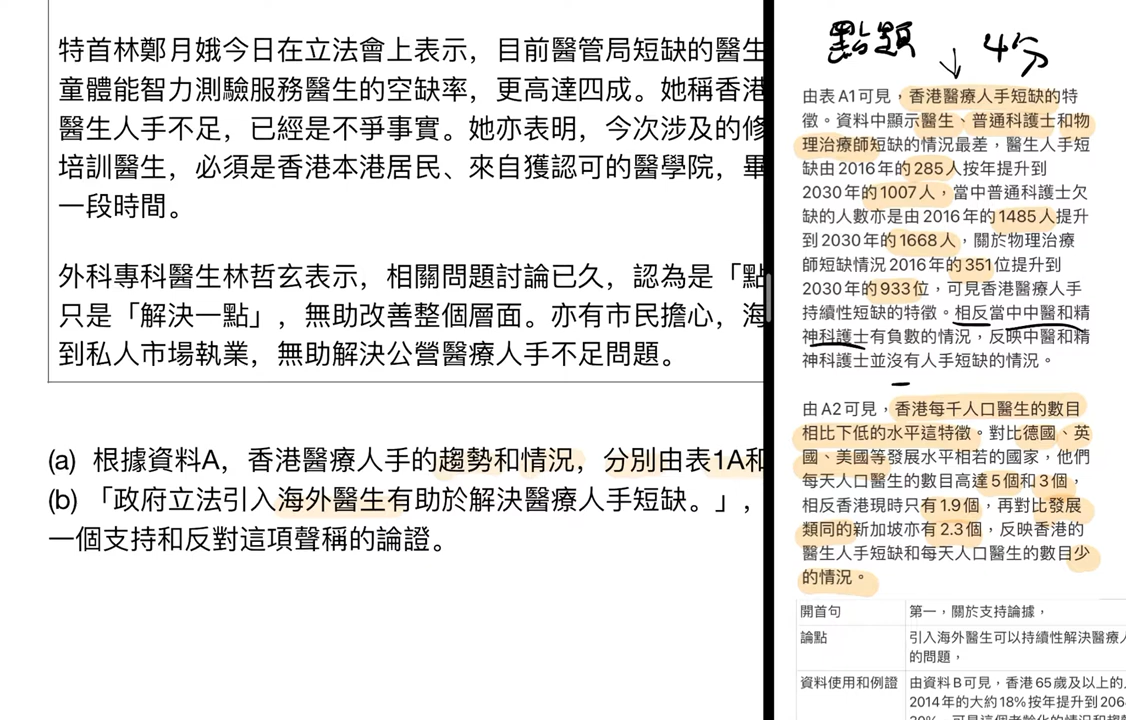 特首林鄭月娥今日在立法會上表示，目前醫管局短缺的醫生
童體能智力測驗服務醫生的空缺率，更高達四成。她稱香港
醫生人手不足，已經是不爭事實。她亦表明，今次涉及的修
培訓醫生，必須是香港本港居民、來自獲認可的醫學院，畢
一段時間。
外科專科醫生林哲玄表示，相關問題討論已久，認為是「點
只是「解決一點」，無助改善整個層面。亦有市民擔心，海
到私人市場執業，無助解決公營醫療人手不足問題。
(a) 根據資料A，香港醫療人手的趨勢和情況，分別由表1A和
(b) 「政府立法引入海外醫生有助於解決醫療人手短缺。」，
一個支持和反對這項聲稱的論證。
點題 ↓ 4分
由表A1可見，香港醫療人手短缺的特
徵。資料中顯示醫生、普通科護士和物
理治療師短缺的情況最差，醫生人手短
缺由2016年的285人按年提升到
2030年的1007人，當中普通科護士欠
缺的人數亦是由2016年的1485人提升
到2030年的1668人，關於物理治療
師短缺情況2016年的351位提升到
2030年的933位，可見香港醫療人手
持續性短缺的特徵。相反當中中醫和精
神科護士有負數的情況，反映中醫和精
神科護士並沒有人手短缺的情況。
由A2可見，香港每千人口醫生的數目
相比下低的水平這特徵。對比德國、英
國、美國等發展水平相若的國家，他們
每天人口醫生的數目高達5個和3個，
相反香港現時只有1.9個，再對比發展
類同的新加坡亦有2.3個，反映香港的
醫生人手短缺和每天人口醫生的數目少
的情況。
開首句 第一，關於支持論據，
論點 引入海外醫生可以持續性解決醫療人
的問題，
資料使用和例證 由資料B可見，香港65歲及以上的
2014年的大約18%按年提升到206